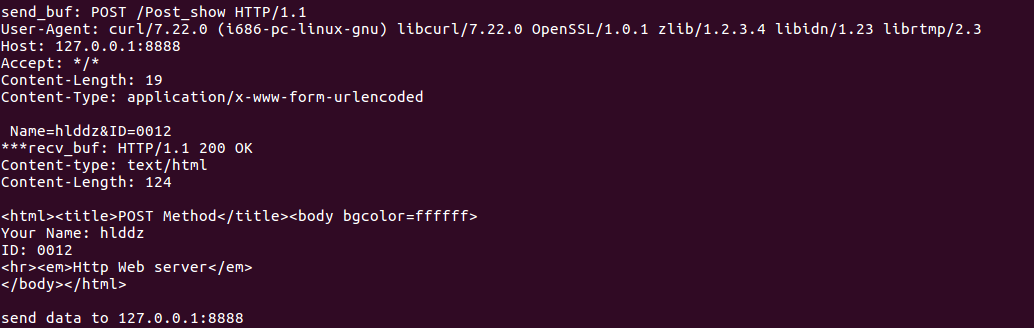 send_buf: POST /Post_show HTTP/1.1
User-Agent: curl/7.22.0 (i686-pc-linux-gnu) libcurl/7.22.0 OpenSSL/1.0.1 zlib/1.2.3.4 libidn/1.23 librtmp/2.3
Host: 127.0.0.1:8888
Accept: */*
Content-Length: 19
Content-Type: application/x-www-form-urlencoded

 Name=hlddz&ID=0012
***recv_buf: HTTP/1.1 200 OK
Content-type: text/html
Content-Length: 124

<html><title>POST Method</title><body bgcolor=ffffff>
Your Name: hlddz
ID: 0012
<hr><em>Http Web server</em>
</body></html>

send data to 127.0.0.1:8888